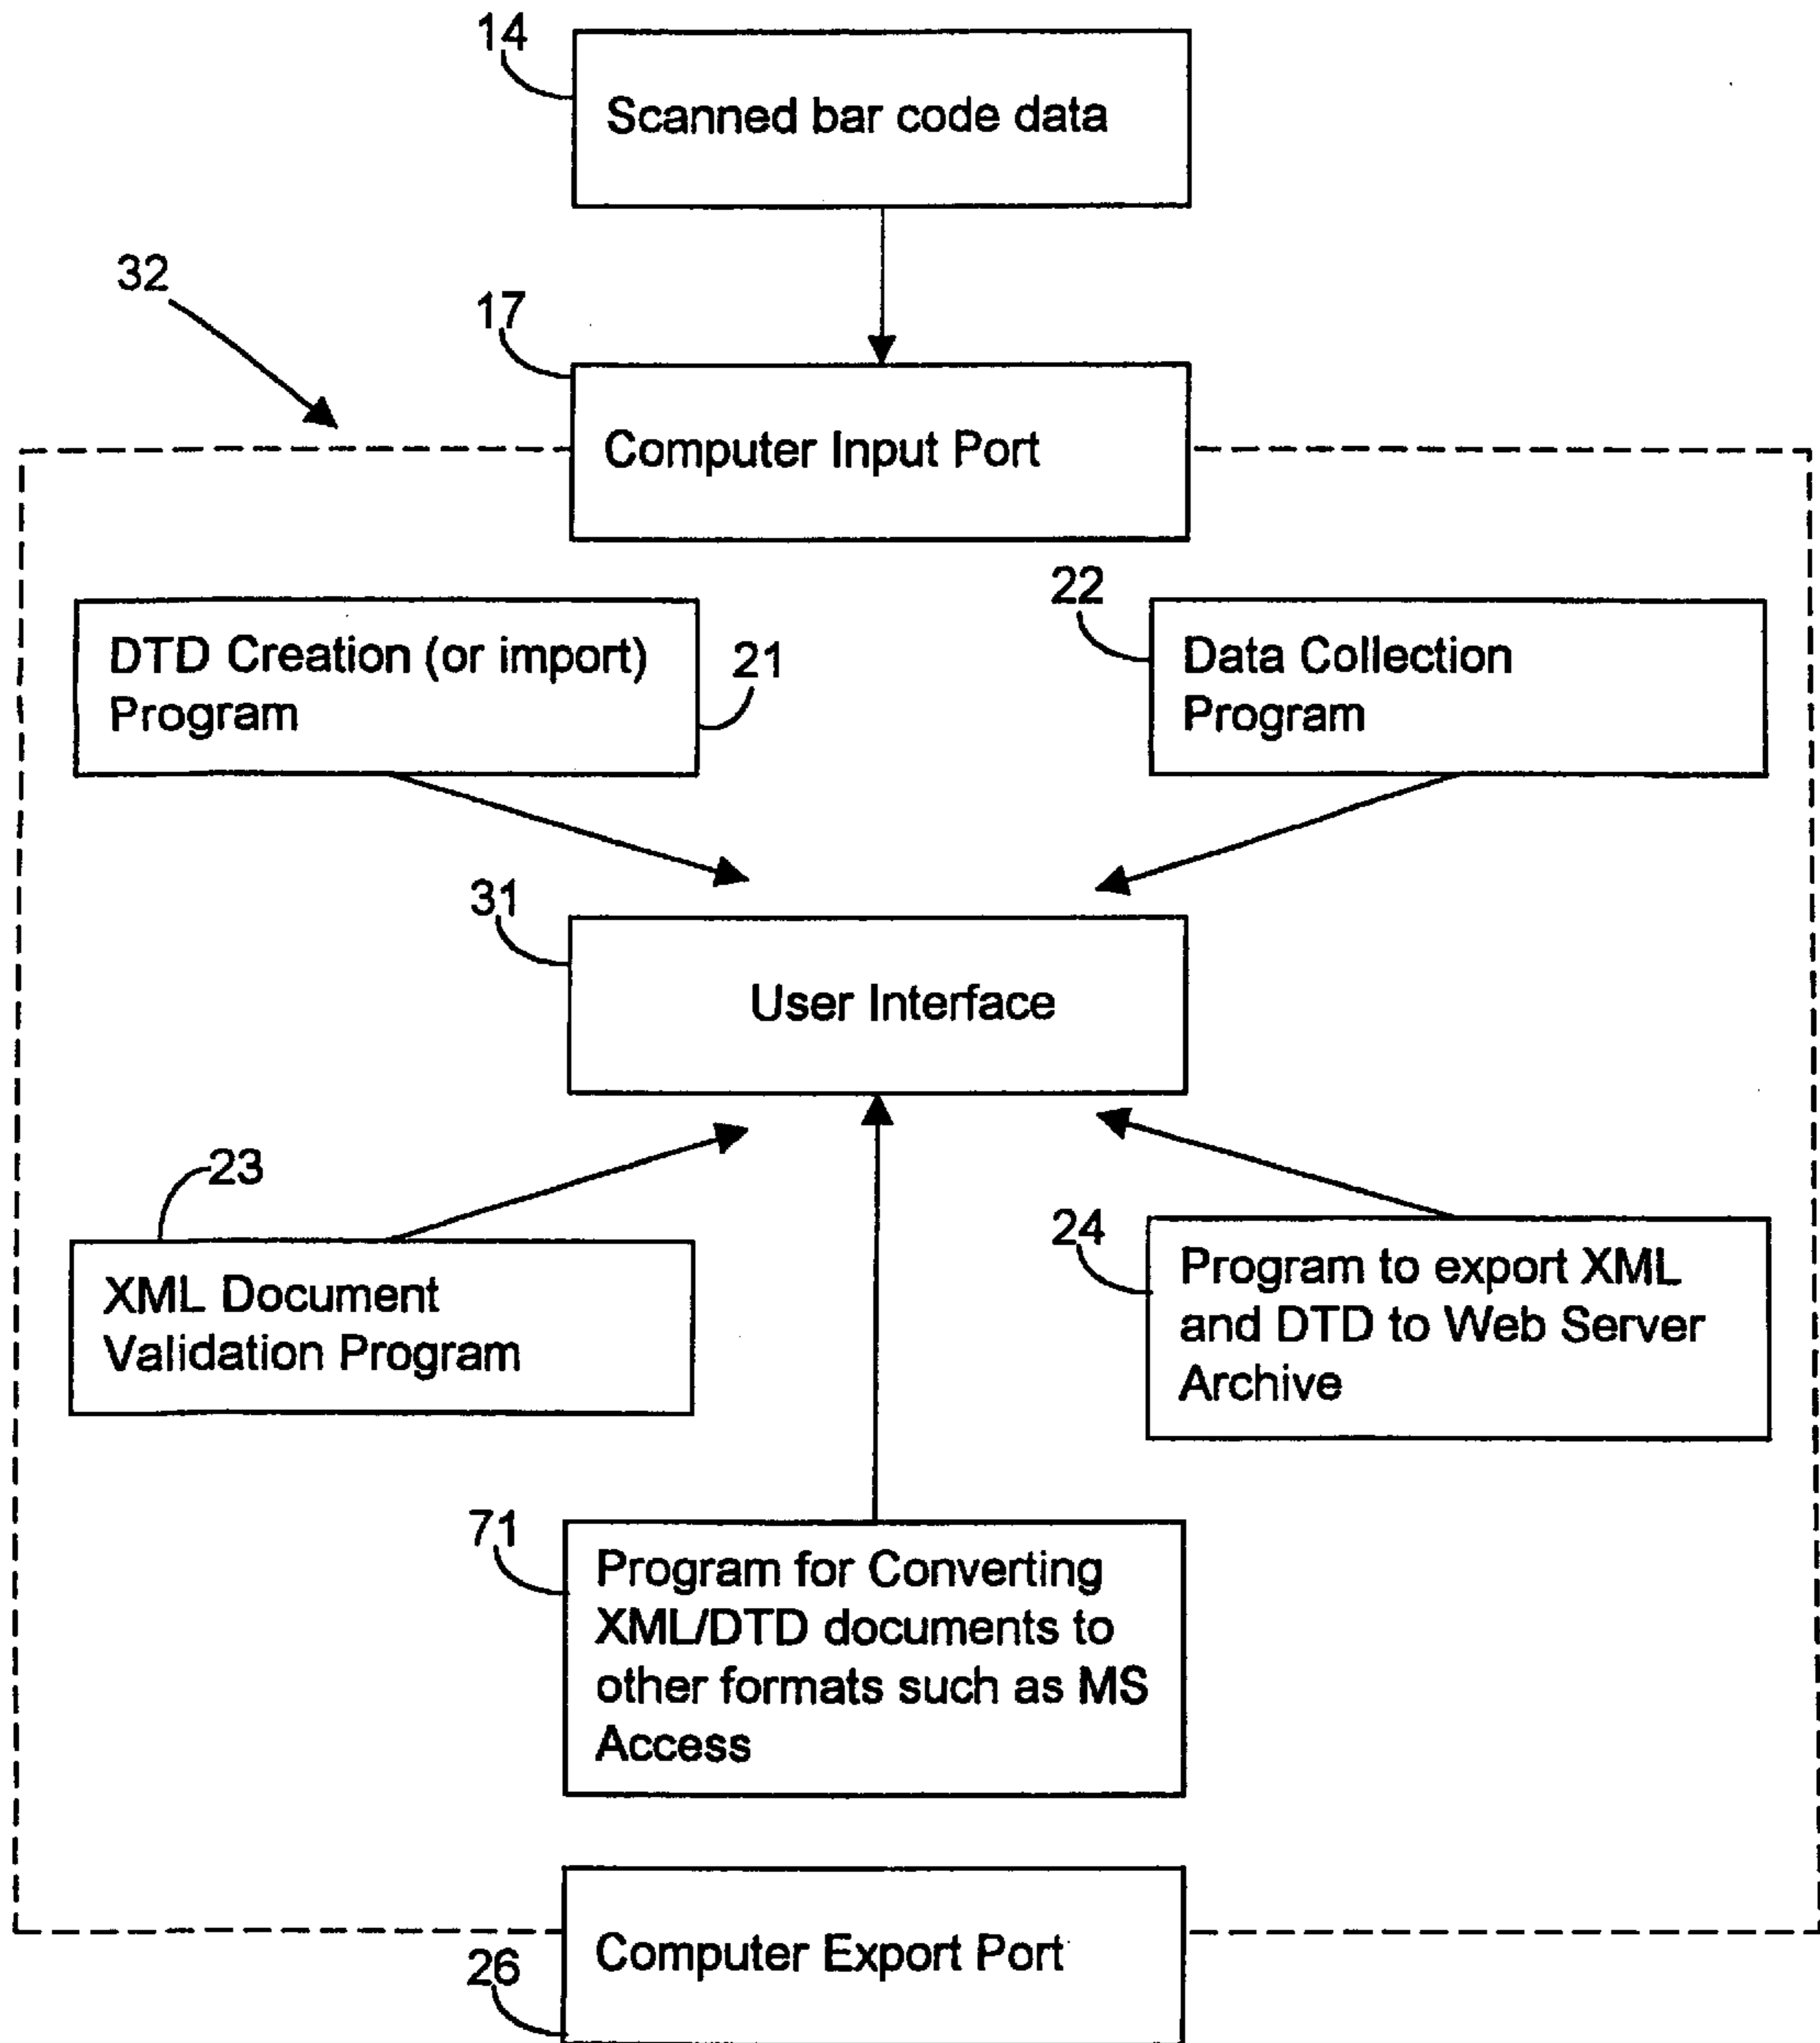 14
Scanned bar code data
32
17
Computer Input Port
DTD Creation (or import)
Program
21
22
Data Collection
Program
31
User Interface
23
XML Document
Validation Program
24
Program to export XML
and DTD to Web Server
Archive
71
Program for Converting
XML/DTD documents to
other formats such as MS
Access
Computer Export Port
26